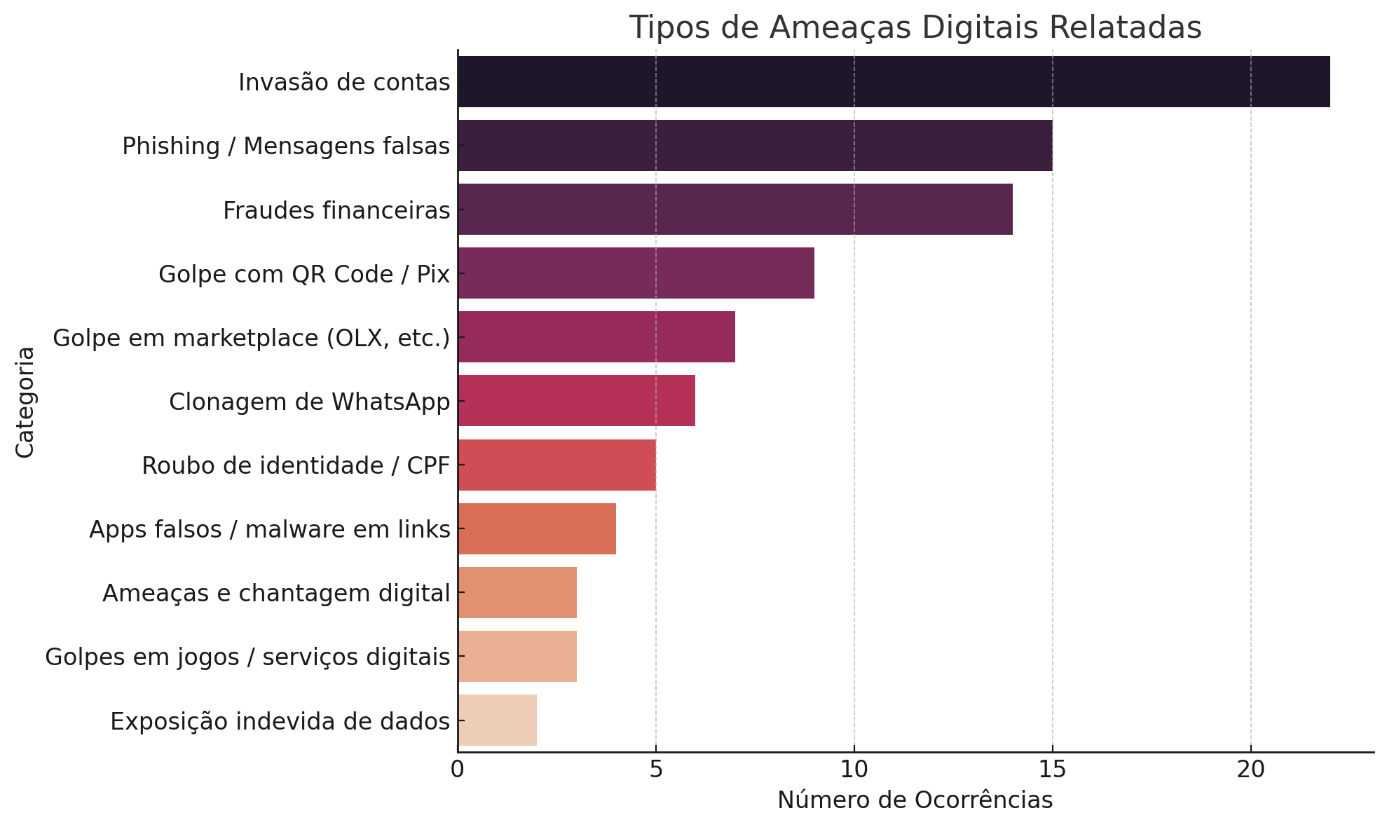 Tipos de Ameaças Digitais Relatadas
Invasão de contas
Phishing / Mensagens falsas
Fraudes financeiras
Golpe com QR Code / Pix
Golpe em marketplace (OLX, etc.)
Clonagem de WhatsApp
Roubo de identidade / CPF
Apps falsos / malware em links
Ameaças e chantagem digital
Golpes em jogos / serviços digitais
Exposição indevida de dados
Categoria
0 5 10 15 20
Número de Ocorrências